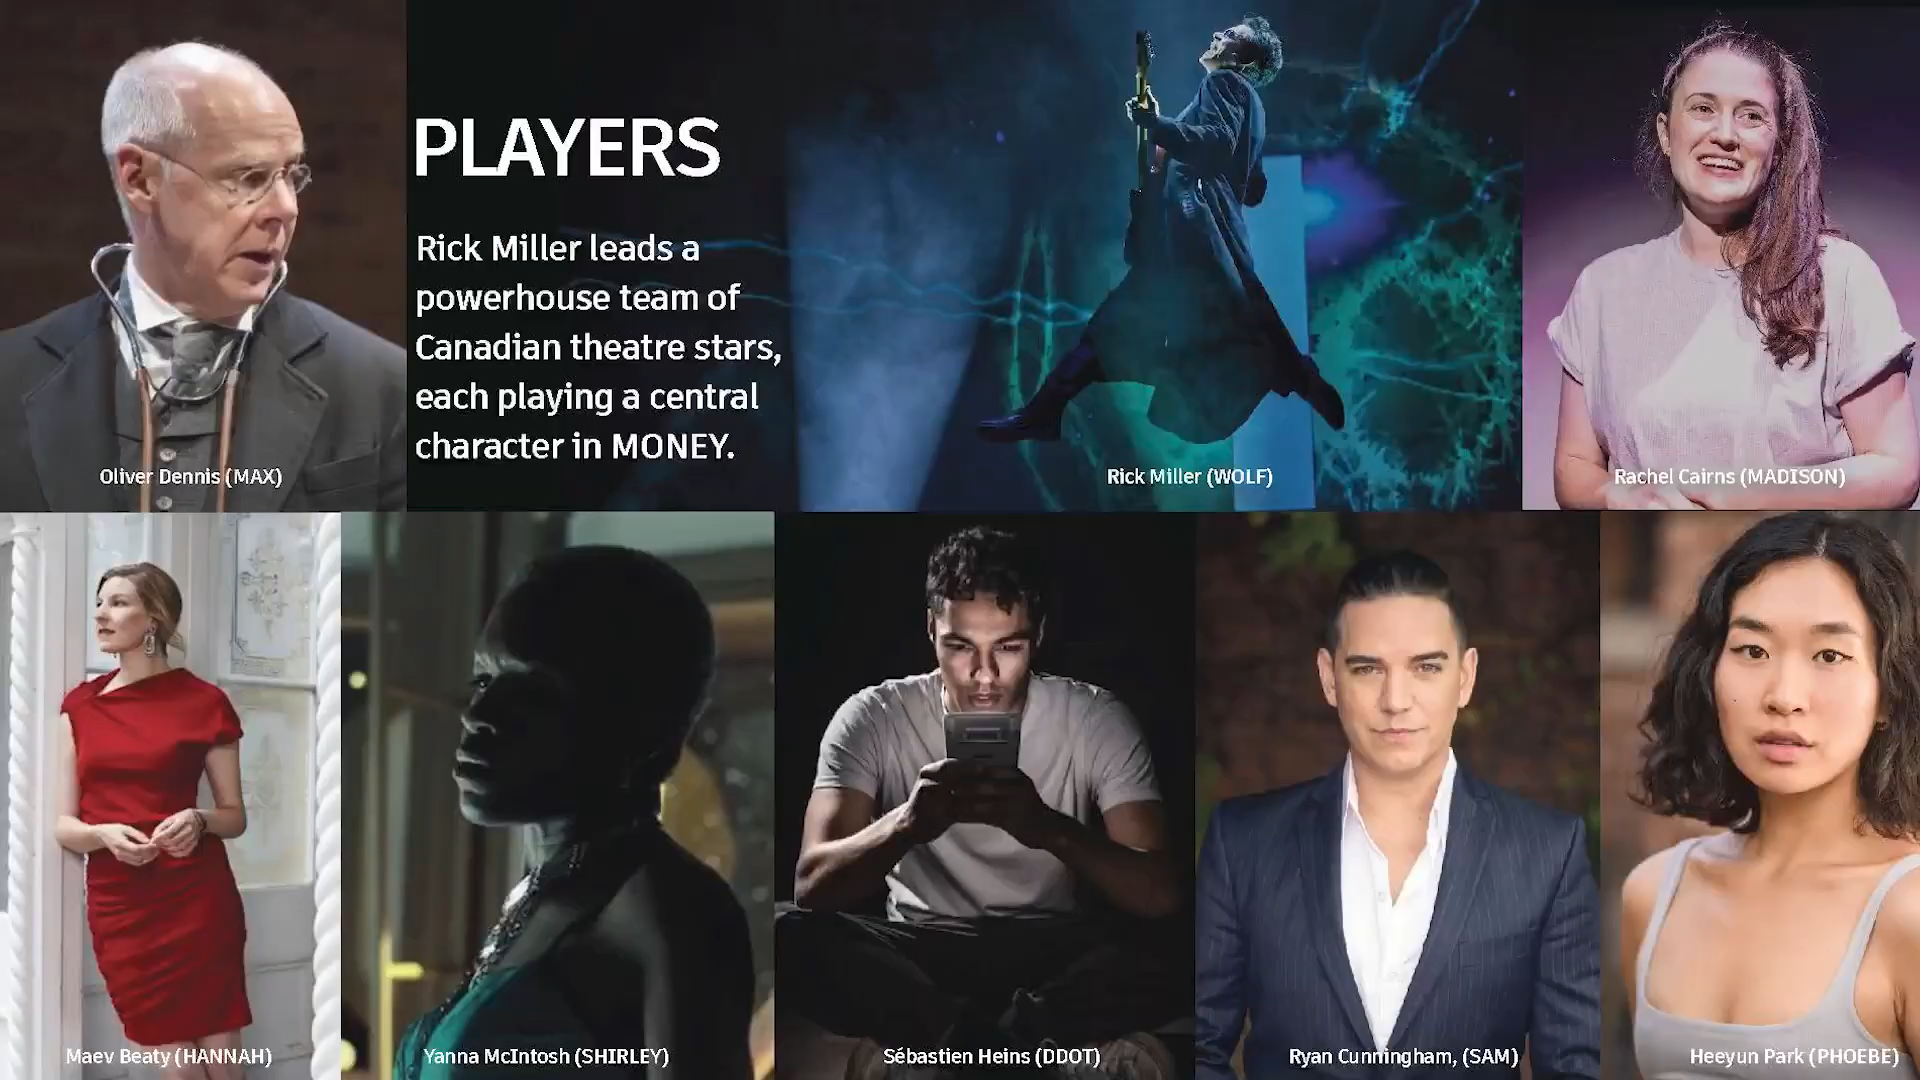 PLAYERS
Rick Miller leads a
powerhouse team of
Canadian theatre stars,
each playing a central
character in MONEY.
Oliver Dennis (MAX)
Rick Miller (WOLF)
Rachel Cairns (MADISON)
Maev Beaty (HANNAH)
Yanna McIntosh (SHIRLEY)
Sébastien Heins (DDOT)
Ryan Cunningham, (SAM)
Heeyun Park (PHOEBE)